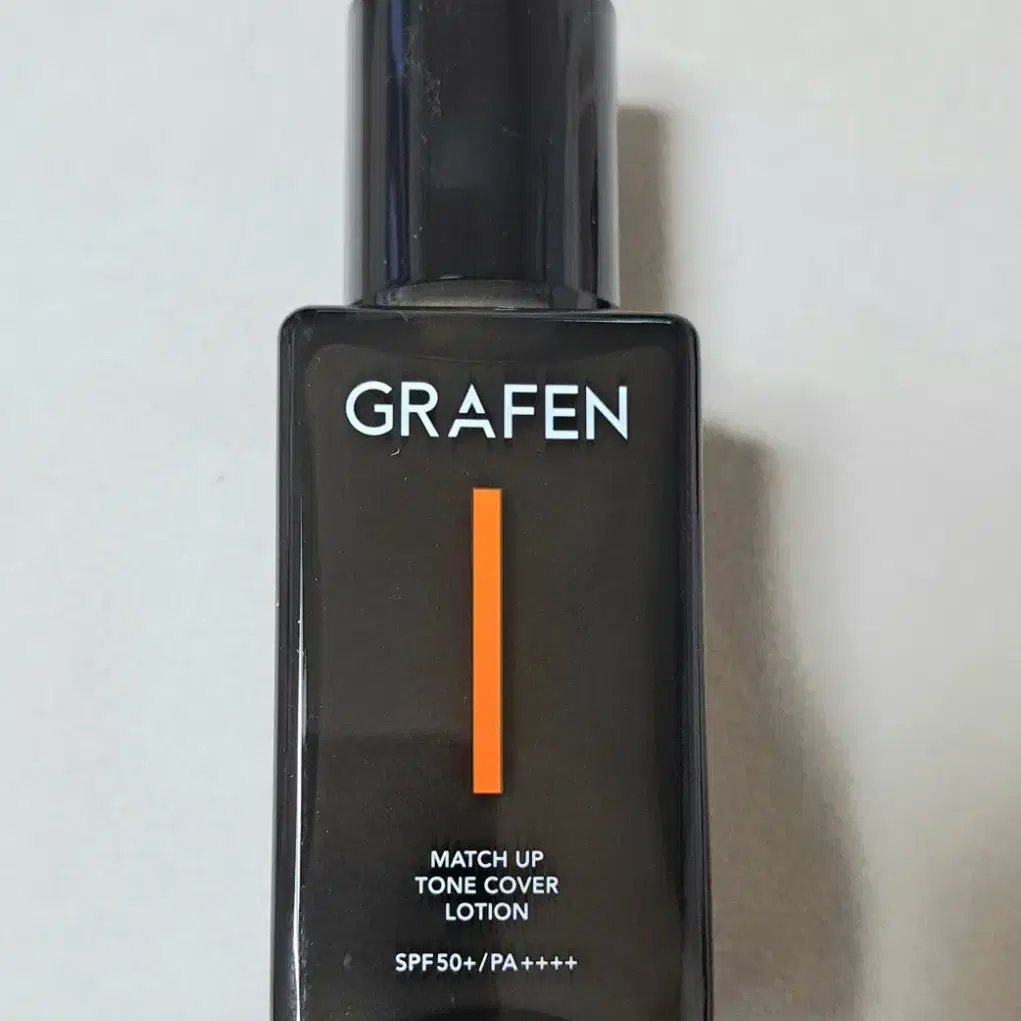 GRAFEN
MATCH UP
TONE COVER
LOTION
SPF50+/PA++++